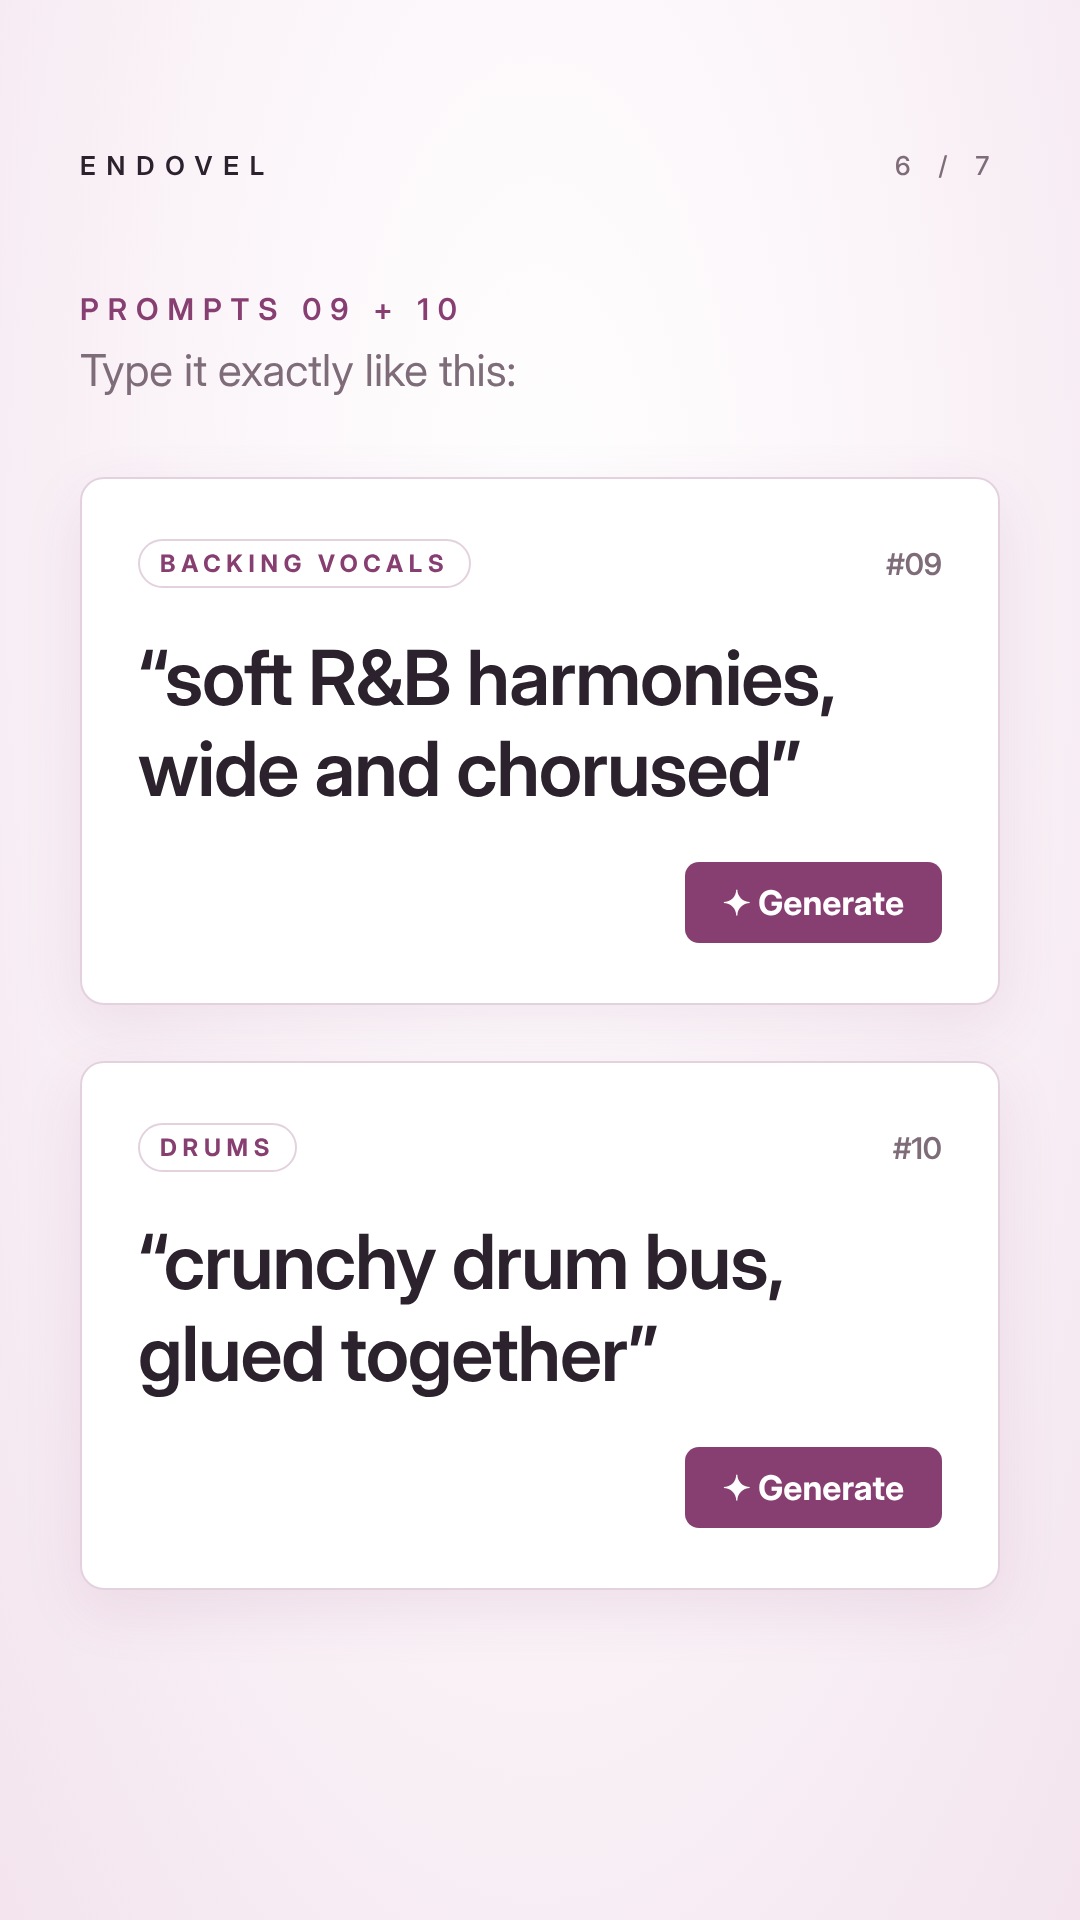 ENDOVEL
6 / 7
PROMPTS 09 + 10
Type it exactly like this:
BACKING VOCALS
#09
“soft R&B harmonies,
wide and chorused”
✦ Generate
DRUMS
#10
“crunchy drum bus,
glued together”
✦ Generate